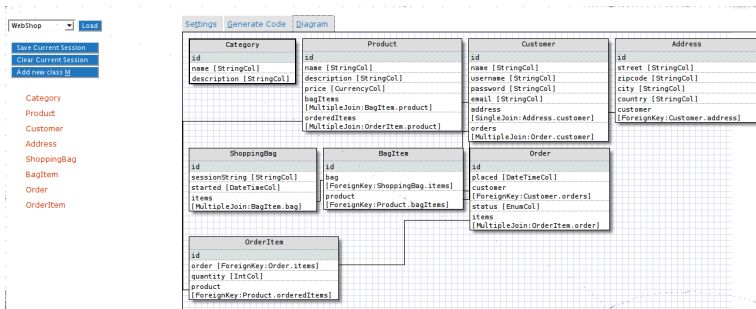 WebShop
Load
Save Current Session
Clear Current Session
Add new class M
Category
Product
Customer
Address
ShoppingBag
BagItem
Order
OrderItem
Settings Generate Code Diagram
Category
id
name [StringCol]
description [StringCol]
Product
id
name [StringCol]
description [StringCol]
price [CurrencyCol]
bagItems
[MultipleJoin:BagItem.product]
orderedItems
[MultipleJoin:OrderItem.product]
Customer
id
name [StringCol]
username [StringCol]
password [StringCol]
email [StringCol]
address
[SingleJoin:Address.customer]
orders
[MultipleJoin:Order.customer]
Address
id
street [StringCol]
zipcode [StringCol]
city [StringCol]
country [StringCol]
customer
[ForeignKey:Customer.address]
ShoppingBag
id
sessionString [StringCol]
started [DateTimeCol]
items
[MultipleJoin:BagItem.bag]
BagItem
id
bag
[ForeignKey:ShoppingBag.items]
product
[ForeignKey:Product.bagItems]
Order
id
placed [DateTimeCol]
customer
[ForeignKey:Customer.orders]
status [EnumCol]
items
[MultipleJoin:OrderItem.order]
OrderItem
id
order [ForeignKey:Order.items]
quantity [IntCol]
product
[ForeignKey:Product.orderedItems]